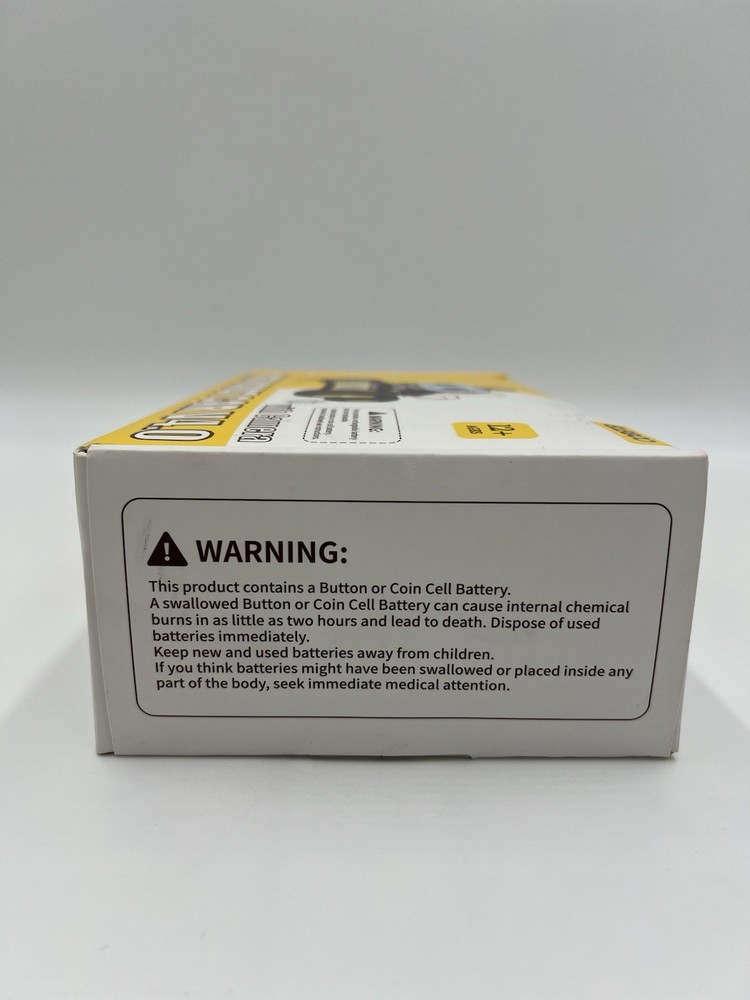 WARNING:
12+
WARNING:
This product contains a Button or Coin Cell Battery.
A swallowed Button or Coin Cell Battery can cause internal chemical
burns in as little as two hours and lead to death. Dispose of used
batteries immediately.
Keep new and used batteries away from children.
If you think batteries might have been swallowed or placed inside any
part of the body, seek immediate medical attention.